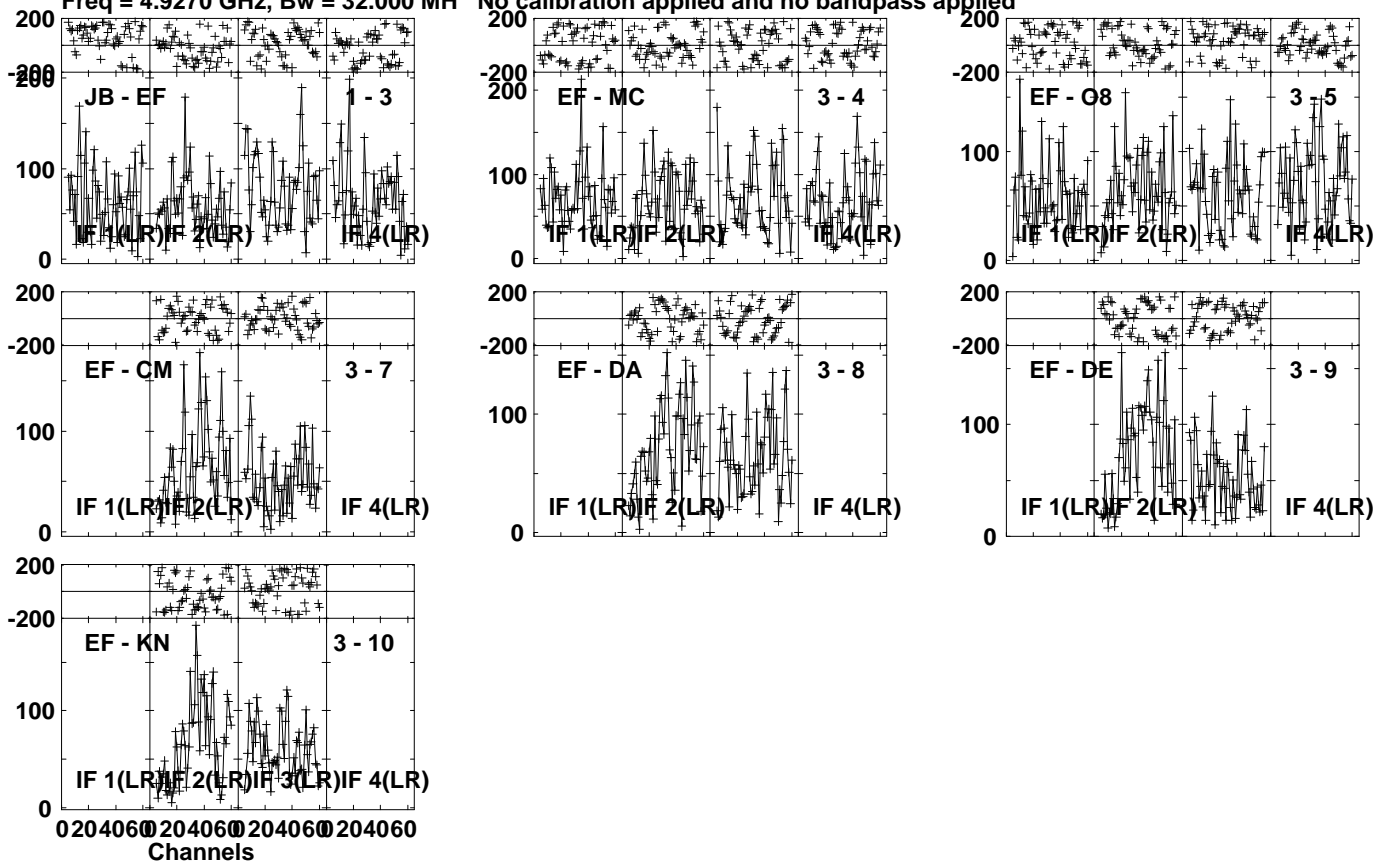 Freq = 4.9270 GHz, Bw = 32.000 MH No calibration applied and no bandpass applied
200
-200
200
JB - EF 1 - 3
100
IF 1(LR) IF 2(LR) IF 4(LR)
0
200
-200
EF - MC 3 - 4
100
IF 1(LR) IF 2(LR) IF 4(LR)
0
200
-200
EF - O8 3 - 5
100
IF 1(LR) IF 2(LR) IF 4(LR)
0
200
-200
EF - CM 3 - 7
100
IF 1(LR) IF 2(LR) IF 4(LR)
0
200
-200
EF - DA 3 - 8
100
IF 1(LR) IF 2(LR) IF 4(LR)
0
200
-200
EF - DE 3 - 9
100
IF 1(LR) IF 2(LR) IF 4(LR)
0
200
-200
EF - KN 3 - 10
100
IF 1(LR) IF 2(LR) IF 3(LR) IF 4(LR)
0
0 20 40 60 0 20 40 60 0 20 40 60 0 20 40 60
Channels